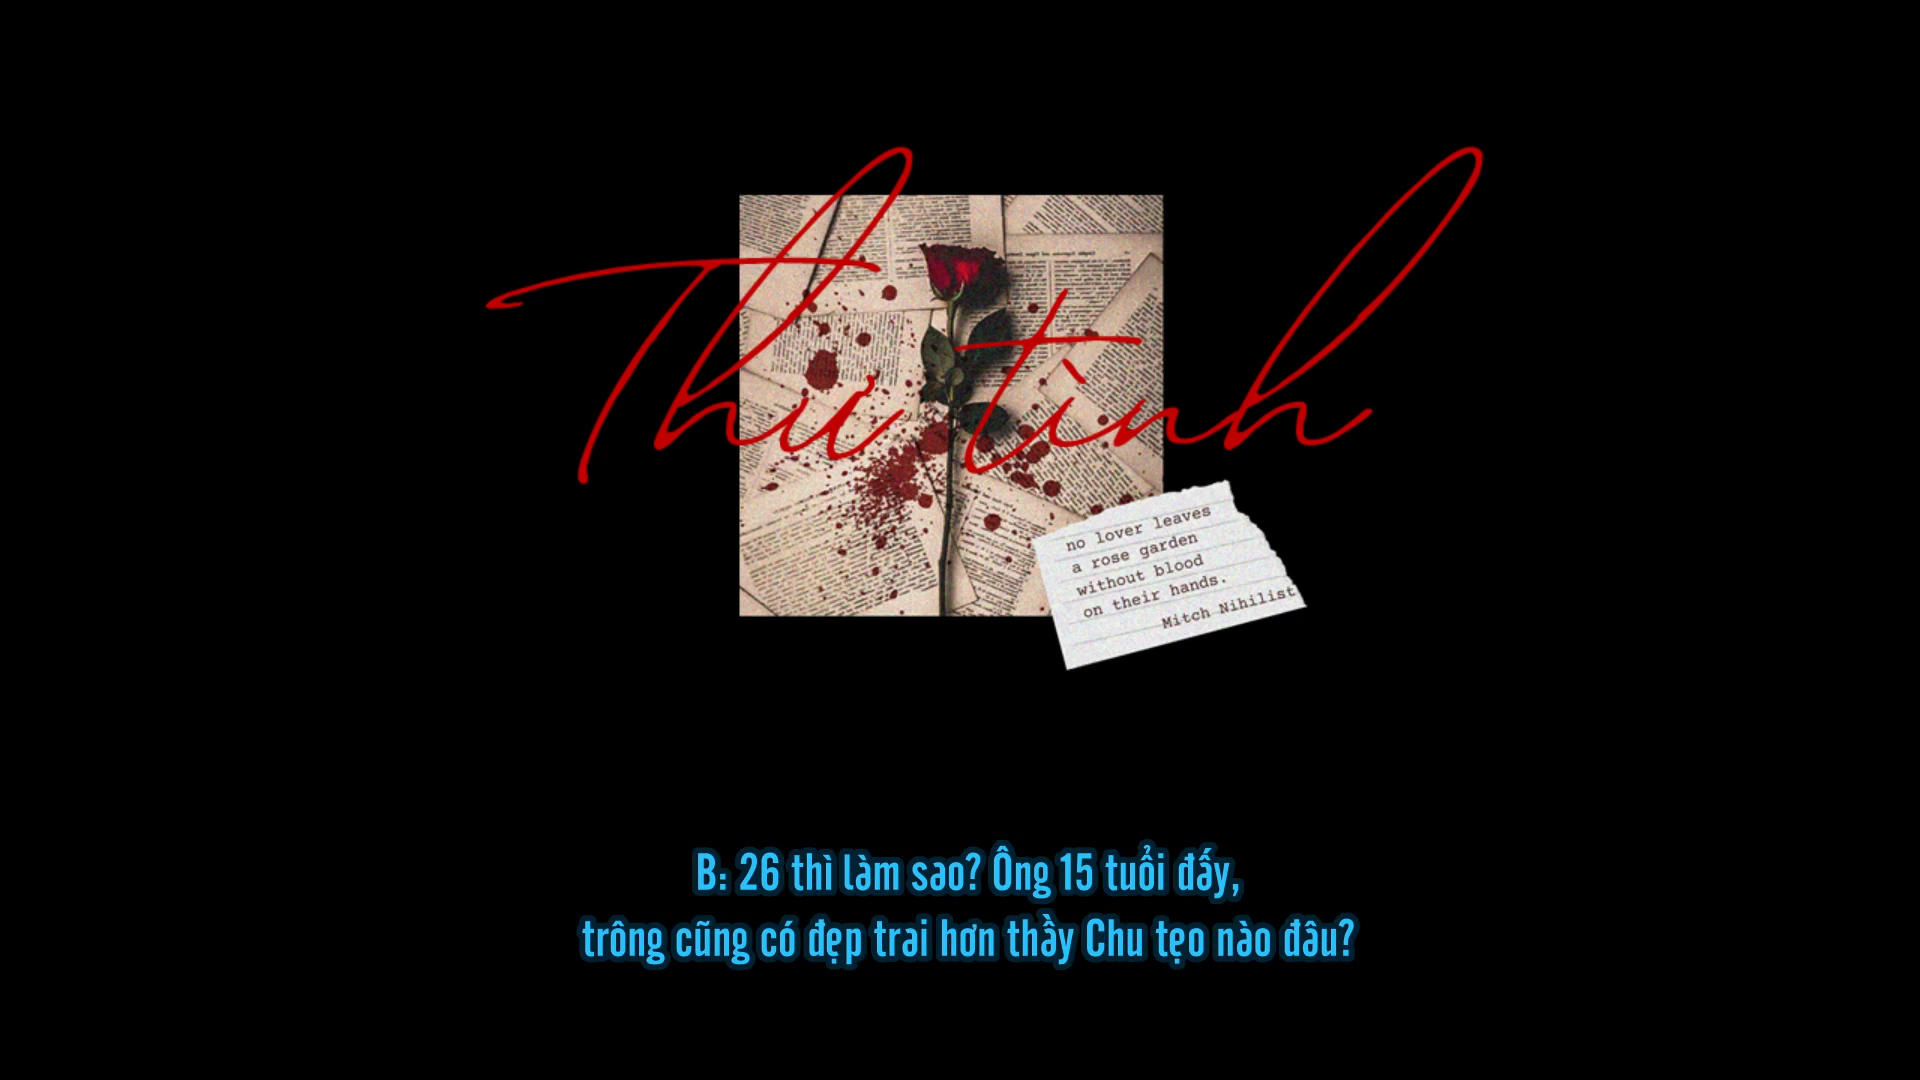 Thư tình
no lover leaves
a rose garden
without blood
on their hands.
Mitch Nihilist
B: 26 thì làm sao? Ông 15 tuổi đấy,
trông cũng có đẹp trai hơn thầy Chu tẹo nào đâu?